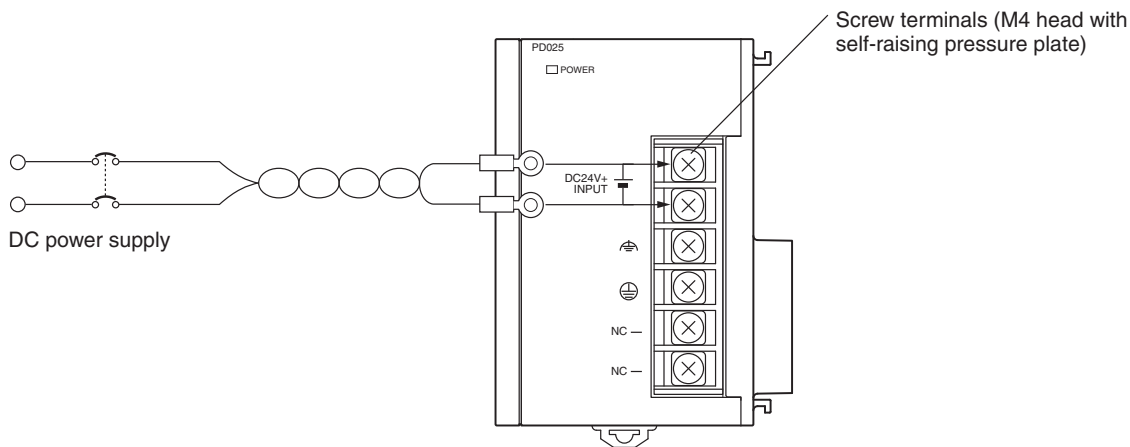 Screw terminals (M4 head with
self-raising pressure plate)
PD025
POWER
DC24V+
INPUT
DC power supply
NC
NC